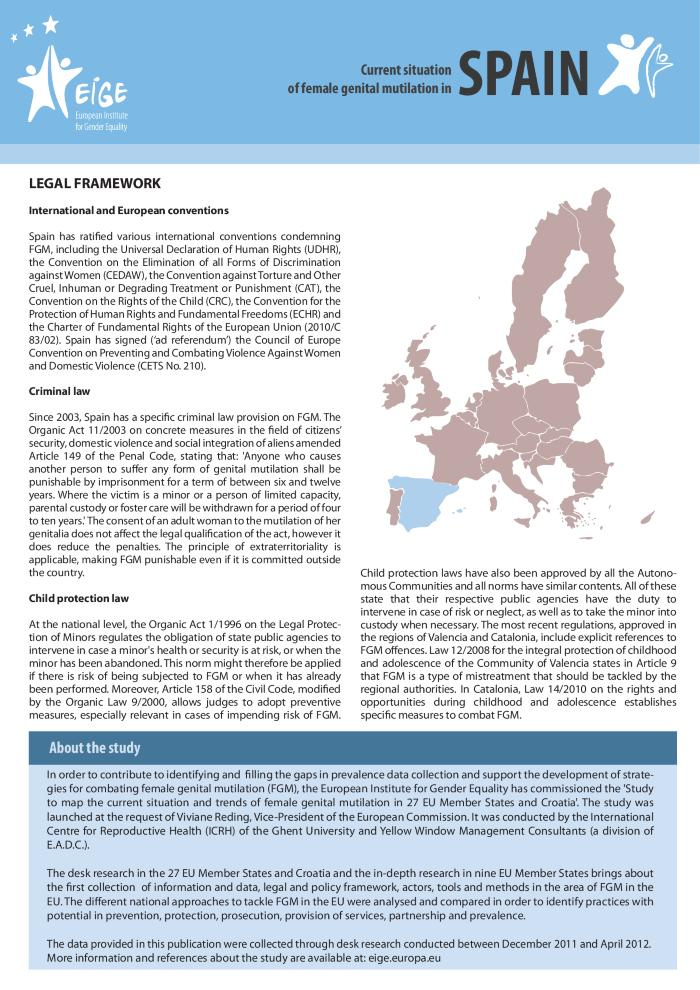 EIGE
European Institute
for Gender Equality
Current situation
of female genital mutilation in
SPAIN
LEGAL FRAMEWORK
International and European conventions
Spain has ratified various international conventions condemning
FGM, including the Universal Declaration of Human Rights (UDHR),
the Convention on the Elimination of all Forms of Discrimination
against Women (CEDAW), the Convention against Torture and Other
Cruel, Inhuman or Degrading Treatment or Punishment (CAT), the
Convention on the Rights of the Child (CRC), the Convention for the
Protection of Human Rights and Fundamental Freedoms (ECHR) and
the Charter of Fundamental Rights of the European Union (2010/C
83/02). Spain has signed ('ad referendum') the Council of Europe
Convention on Preventing and Combating Violence Against Women
and Domestic Violence (CETS No. 210).
Criminal law
Since 2003, Spain has a specific criminal law provision on FGM. The
Organic Act 11/2003 on concrete measures in the field of citizens'
security, domestic violence and social integration of aliens amended
Article 149 of the Penal Code, stating that: 'Anyone who causes
another person to suffer any form of genital mutilation shall be
punishable by imprisonment for a term of between six and twelve
years. Where the victim is a minor or a person of limited capacity,
parental custody or foster care will be withdrawn for a period of four
to ten years.' The consent of an adult woman to the mutilation of her
genitalia does not affect the legal qualification of the act, however it
does reduce the penalties. The principle of extraterritoriality is
applicable, making FGM punishable even if it is committed outside
the country.
Child protection law
At the national level, the Organic Act 1/1996 on the Legal Protec-
tion of Minors regulates the obligation of state public agencies to
intervene in case a minor's health or security is at risk, or when the
minor has been abandoned. This norm might therefore be applied
if there is risk of being subjected to FGM or when it has already
been performed. Moreover, Article 158 of the Civil Code, modified
by the Organic Law 9/2000, allows judges to adopt preventive
measures, especially relevant in cases of impending risk of FGM.
Child protection laws have also been approved by all the Autono-
mous Communities and all norms have similar contents. All of these
state that their respective public agencies have the duty to
intervene in case of risk or neglect, as well as to take the minor into
custody when necessary. The most recent regulations, approved in
the regions of Valencia and Catalonia, include explicit references to
FGM offences. Law 12/2008 for the integral protection of childhood
and adolescence of the Community of Valencia states in Article 9
that FGM is a type of mistreatment that should be tackled by the
regional authorities. In Catalonia, Law 14/2010 on the rights and
opportunities during childhood and adolescence establishes
specific measures to combat FGM.
About the study
In order to contribute to identifying and filling the gaps in prevalence data collection and support the development of strate-
gies for combating female genital mutilation (FGM), the European Institute for Gender Equality has commissioned the 'Study
to map the current situation and trends of female genital mutilation in 27 EU Member States and Croatia'. The study was
launched at the request of Viviane Reding, Vice-President of the European Commission. It was conducted by the International
Centre for Reproductive Health (ICRH) of the Ghent University and Yellow Window Management Consultants (a division of
E.A.D.C.).
The desk research in the 27 EU Member States and Croatia and the in-depth research in nine EU Member States brings about
the first collection of information and data, legal and policy framework, actors, tools and methods in the area of FGM in the
EU. The different national approaches to tackle FGM in the EU were analysed and compared in order to identify practices with
potential in prevention, protection, prosecution, provision of services, partnership and prevalence.
The data provided in this publication were collected through desk research conducted between December 2011 and April 2012.
More information and references about the study are available at: eige.europa.eu